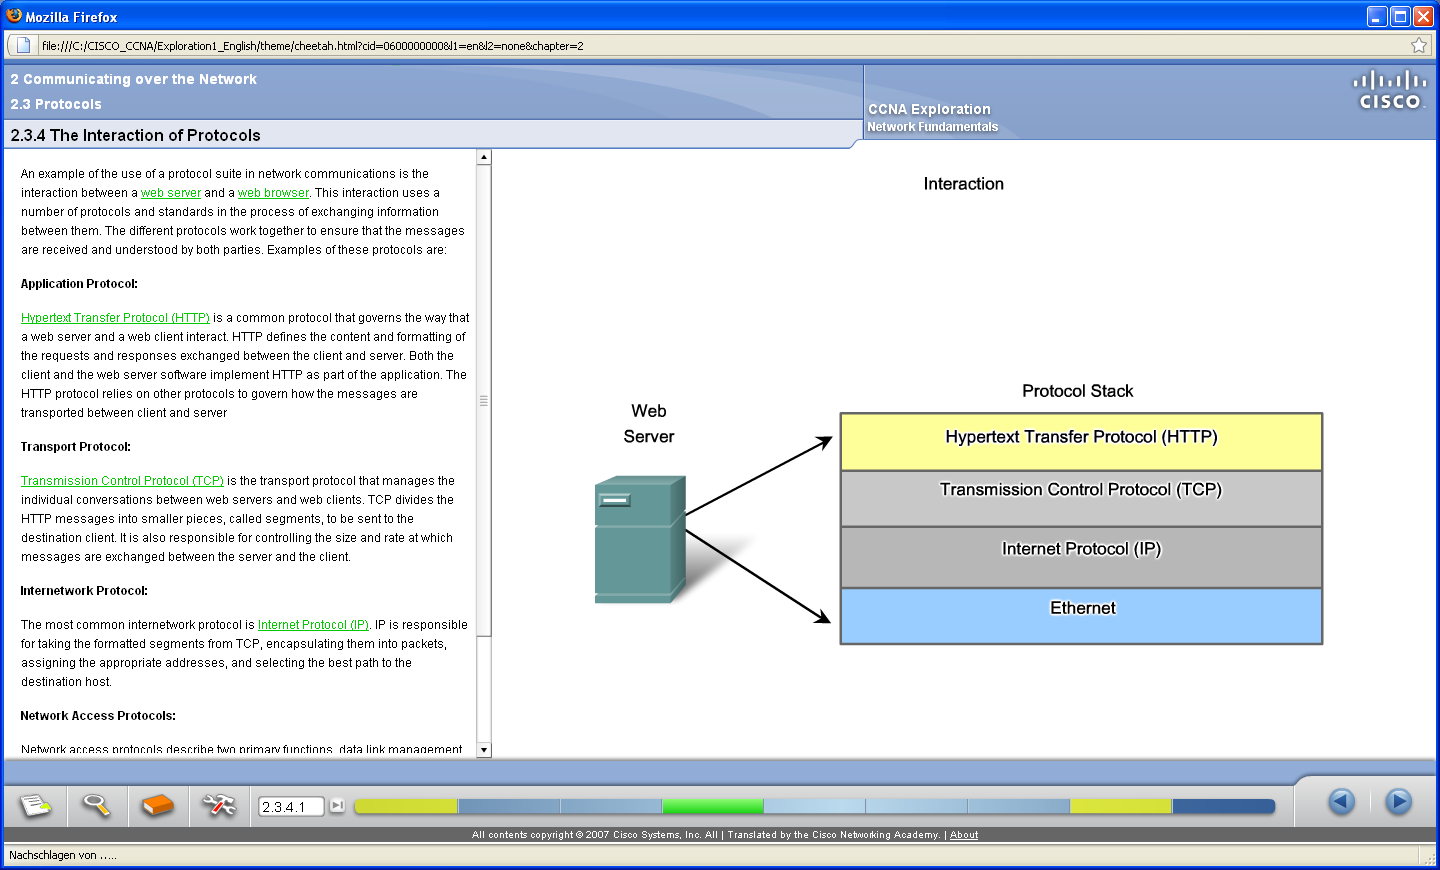 Mozilla Firefox
file:///C:/CISCO_CCNA/Exploration1_English/theme/cheetah.html?cid=0600000000&l1=en&l2=none&chapter=2
2 Communicating over the Network
2.3 Protocols
2.3.4 The Interaction of Protocols
CCNA Exploration
Network Fundamentals
CISCO
An example of the use of a protocol suite in network communications is the
interaction between a web server and a web browser. This interaction uses a
number of protocols and standards in the process of exchanging information
between them. The different protocols work together to ensure that the messages
are received and understood by both parties. Examples of these protocols are:
Application Protocol:
Hypertext Transfer Protocol (HTTP) is a common protocol that governs the way that
a web server and a web client interact. HTTP defines the content and formatting of
the requests and responses exchanged between the client and server. Both the
client and the web server software implement HTTP as part of the application. The
HTTP protocol relies on other protocols to govern how the messages are
transported between client and server
Transport Protocol:
Transmission Control Protocol (TCP) is the transport protocol that manages the
individual conversations between web servers and web clients. TCP divides the
HTTP messages into smaller pieces, called segments, to be sent to the
destination client. It is also responsible for controlling the size and rate at which
messages are exchanged between the server and the client.
Internetwork Protocol:
The most common internetwork protocol is Internet Protocol (IP). IP is responsible
for taking the formatted segments from TCP, encapsulating them into packets,
assigning the appropriate addresses, and selecting the best path to the
destination host.
Network Access Protocols:
Network access protocols describe two primary functions, data link management
Interaction
Web
Server
Protocol Stack
Hypertext Transfer Protocol (HTTP)
Transmission Control Protocol (TCP)
Internet Protocol (IP)
Ethernet
2.3.4.1
All contents copyright © 2007 Cisco Systems, Inc. All | Translated by the Cisco Networking Academy. | About
Nachschlagen von .....